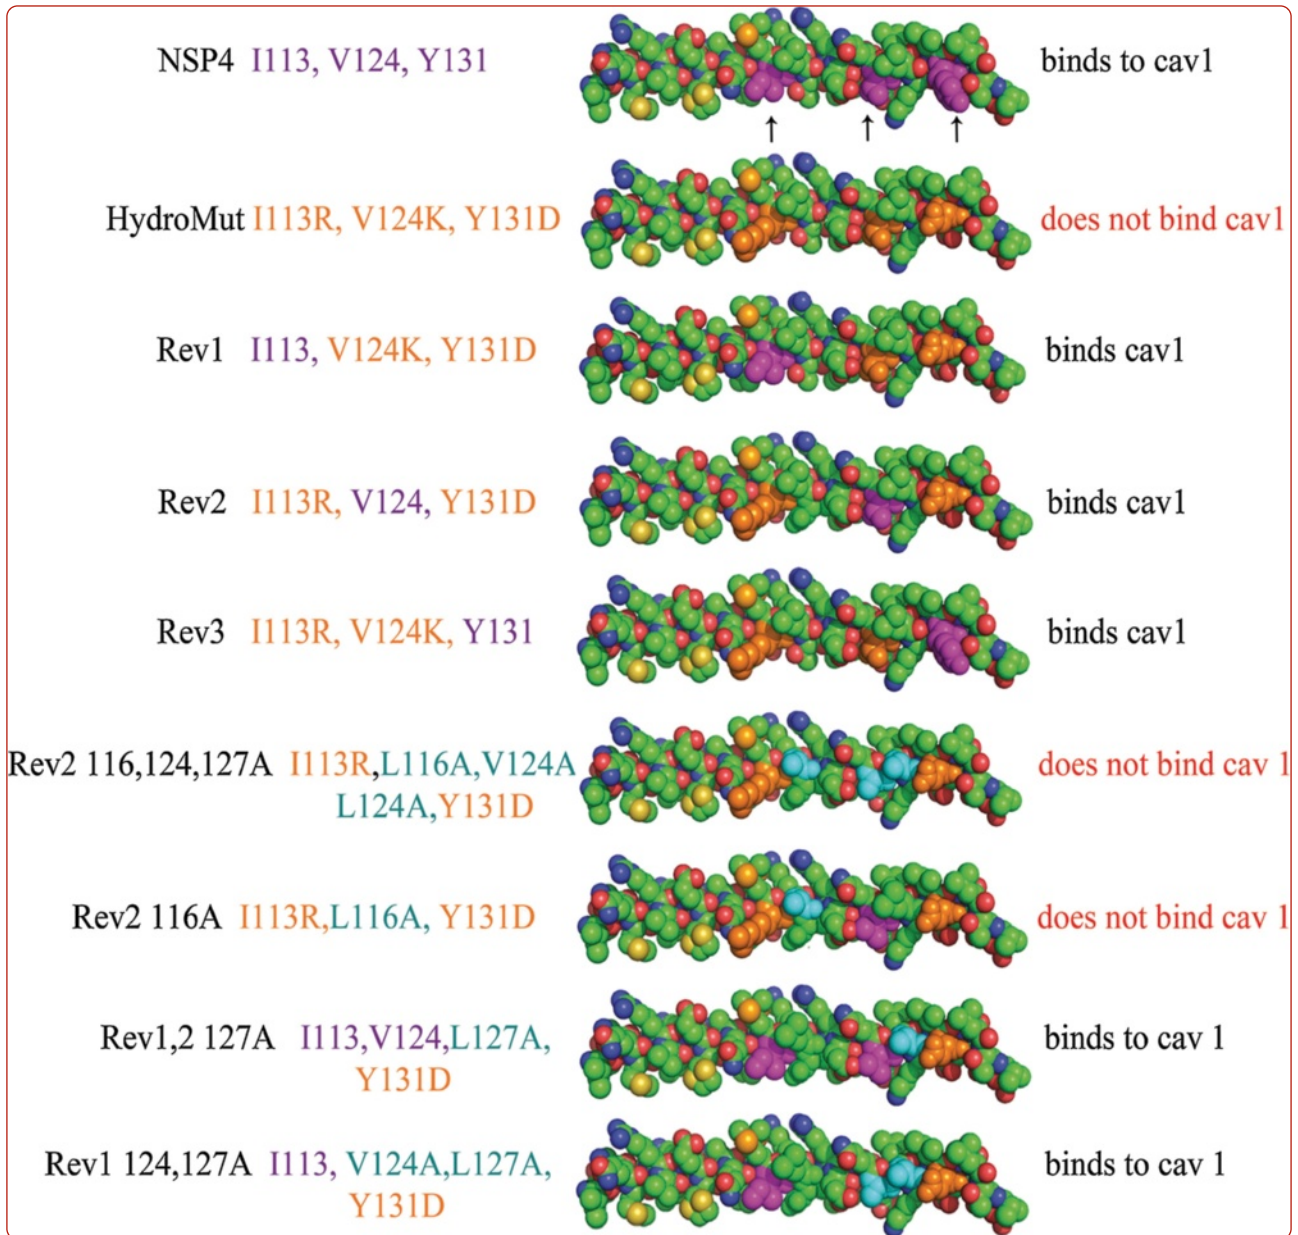 NSP4 I113, V124, Y131 binds to cav1
↑ ↑ ↑
HydroMut I113R, V124K, Y131D does not bind cav1
Rev1 I113, V124K, Y131D binds cav1
Rev2 I113R, V124, Y131D binds cav1
Rev3 I113R, V124K, Y131 binds cav1
Rev2 116,124,127A I113R,L116A,V124A does not bind cav 1
L124A,Y131D
Rev2 116A I113R,L116A, Y131D does not bind cav 1
Rev1,2 127A I113,V124,L127A, binds to cav 1
Y131D
Rev1 124,127A I113, V124A,L127A, binds to cav 1
Y131D